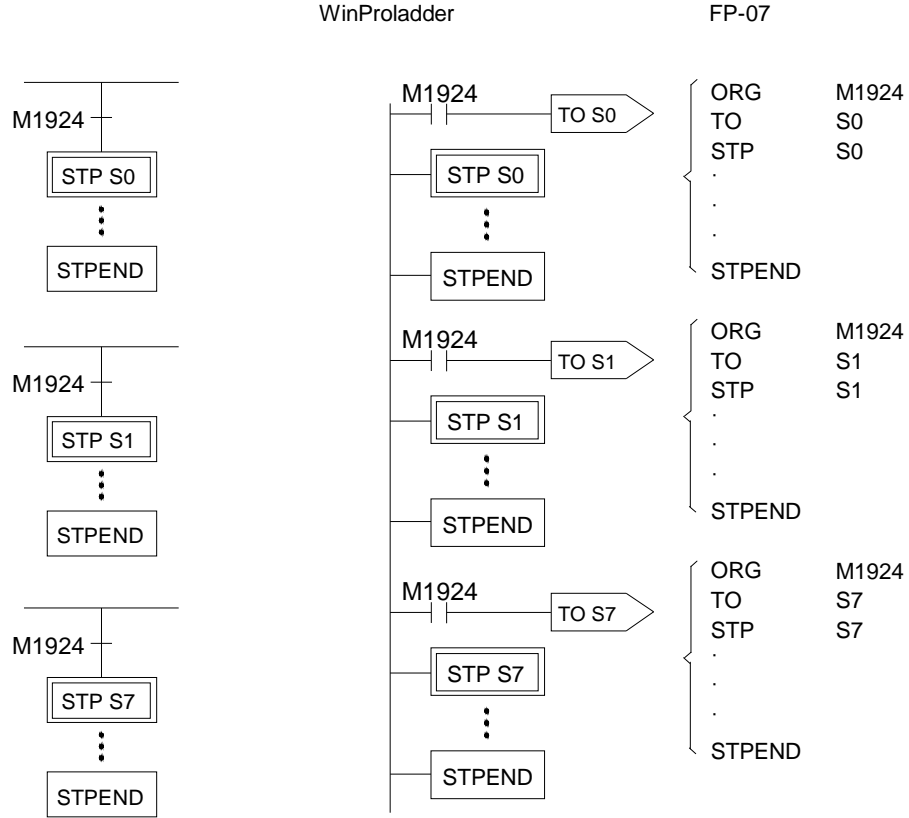 WinProladder
FP-07
M1924
STP S0
STPEND
M1924
STP S1
STPEND
M1924
STP S7
STPEND
M1924
TO S0
STP S0
STPEND
M1924
TO S1
STP S1
STPEND
M1924
TO S7
STP S7
STPEND
ORG M1924
TO S0
STP S0
.
.
.
STPEND
ORG M1924
TO S1
STP S1
.
.
.
STPEND
ORG M1924
TO S7
STP S7
.
.
.
STPEND